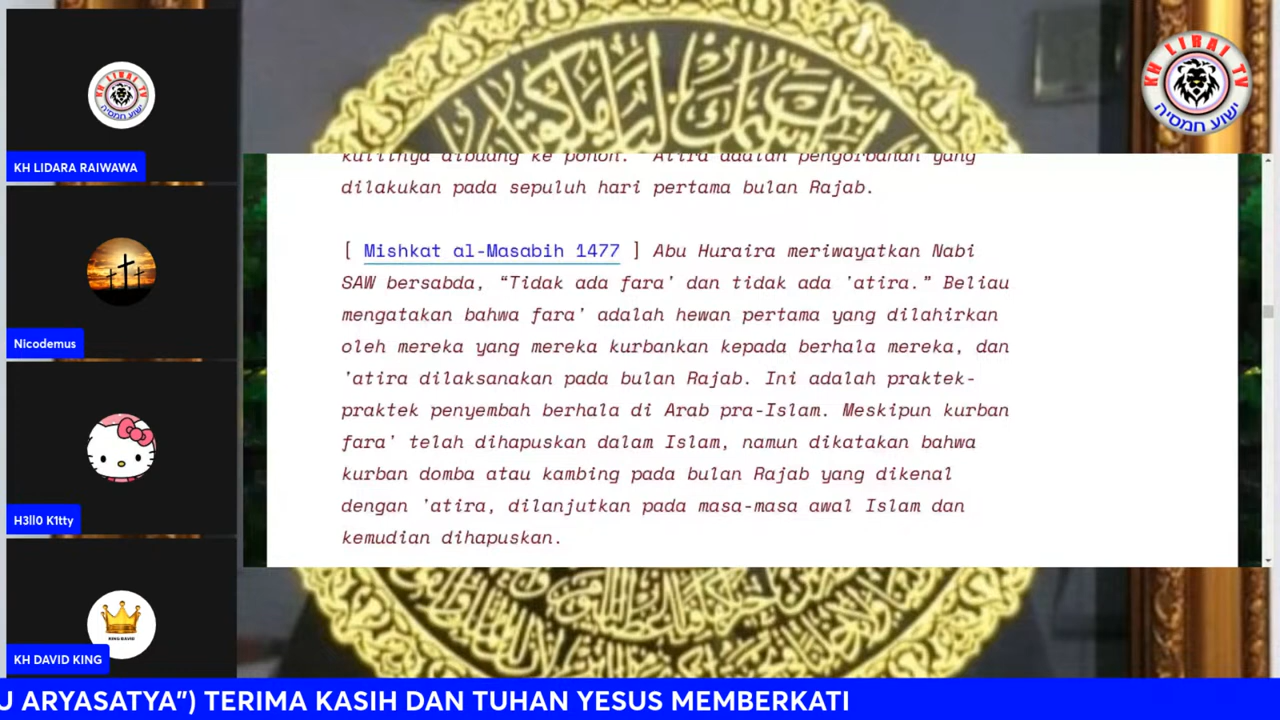 KH LIRAI TV
ישוע המשיח
KH LIDARA RAIWAWA
Nicodemus
H3ll0 K1tty
KING DAVID
KH DAVID KING
kulitnya dibuang ke pohon. 'Atira adalah pengorbanan yang
dilakukan pada sepuluh hari pertama bulan Rajab.
[ Mishkat al-Masabih 1477 ] Abu Huraira meriwayatkan Nabi
SAW bersabda, “Tidak ada fara' dan tidak ada 'atira.” Beliau
mengatakan bahwa fara' adalah hewan pertama yang dilahirkan
oleh mereka yang mereka kurbankan kepada berhala mereka, dan
'atira dilaksanakan pada bulan Rajab. Ini adalah praktek-
praktek penyembah berhala di Arab pra-Islam. Meskipun kurban
fara' telah dihapuskan dalam Islam, namun dikatakan bahwa
kurban domba atau kambing pada bulan Rajab yang dikenal
dengan 'atira, dilanjutkan pada masa-masa awal Islam dan
kemudian dihapuskan.
U ARYASATYA”) TERIMA KASIH DAN TUHAN YESUS MEMBERKATI